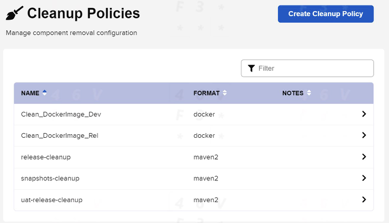 Cleanup Policies
Create Cleanup Policy
Manage component removal configuration
Filter
NAME FORMAT NOTES
Clean_DockerImage_Dev docker
Clean_DockerImage_Rel docker
release-cleanup maven2
snapshots-cleanup maven2
uat-release-cleanup maven2